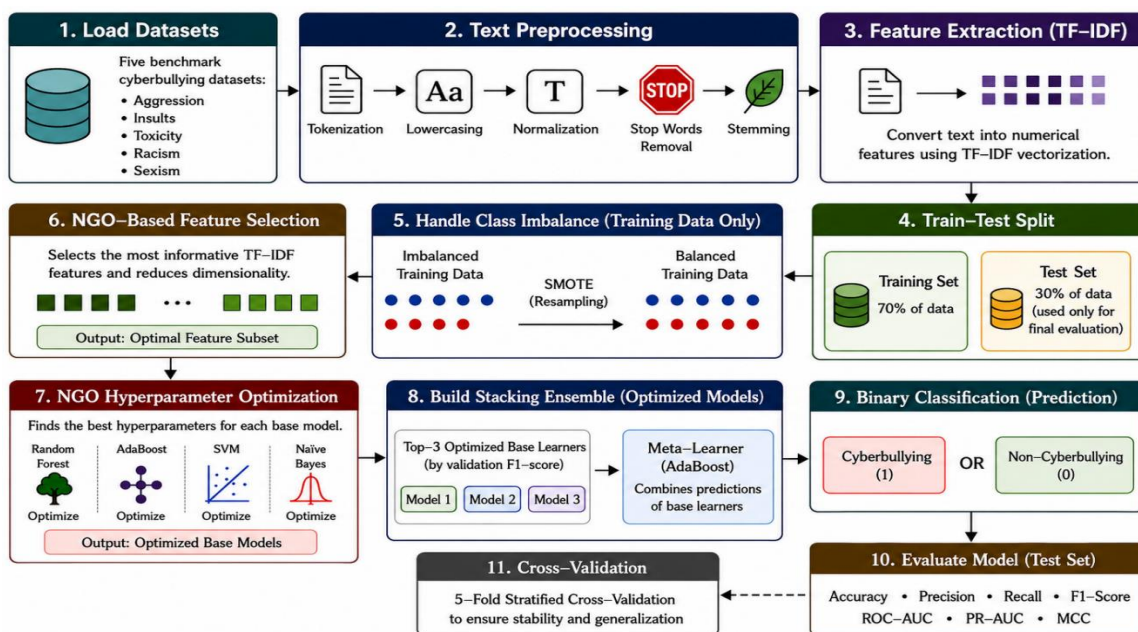 1. Load Datasets
Five benchmark
cyberbullying datasets:
• Aggression
• Insults
• Toxicity
• Racism
• Sexism
2. Text Preprocessing
Aa
T
STOP
Tokenization
Lowercasing
Normalization
Stop Words
Removal
Stemming
3. Feature Extraction (TF–IDF)
Convert text into numerical
features using TF–IDF vectorization.
4. Train–Test Split
Training Set
70% of data
Test Set
30% of data
(used only for
final evaluation)
5. Handle Class Imbalance (Training Data Only)
Imbalanced
Training Data
SMOTE
(Resampling)
Balanced
Training Data
6. NGO–Based Feature Selection
Selects the most informative TF–IDF
features and reduces dimensionality.
Output: Optimal Feature Subset
7. NGO Hyperparameter Optimization
Finds the best hyperparameters for each base model.
Random
Forest
Optimize
AdaBoost
Optimize
SVM
Optimize
Naïve
Bayes
Optimize
Output: Optimized Base Models
8. Build Stacking Ensemble (Optimized Models)
Top–3 Optimized Base Learners
(by validation F1–score)
Model 1
Model 2
Model 3
Meta–Learner
(AdaBoost)
Combines predictions
of base learners
9. Binary Classification (Prediction)
Cyberbullying
(1)
OR
Non–Cyberbullying
(0)
10. Evaluate Model (Test Set)
Accuracy • Precision • Recall • F1–Score
ROC–AUC • PR–AUC • MCC
11. Cross–Validation
5–Fold Stratified Cross–Validation
to ensure stability and generalization